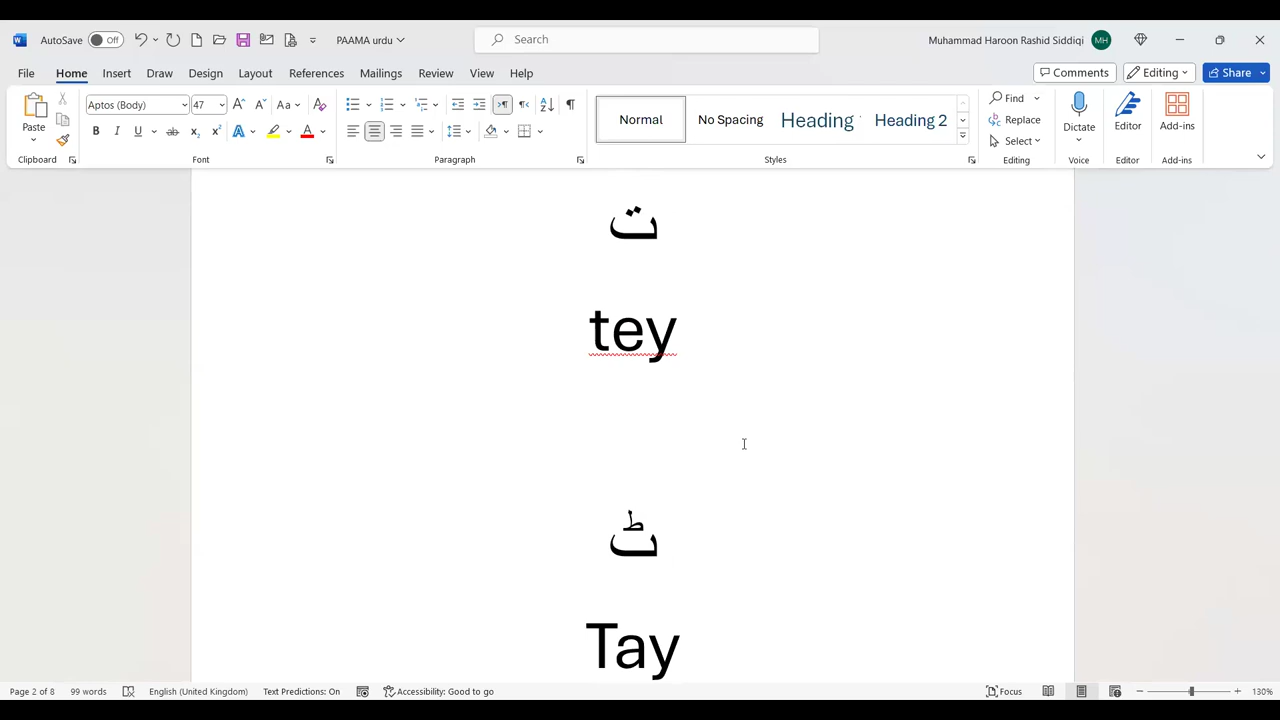 AutoSave Off PAAMA urdu Search Muhammad Haroon Rashid Siddiqi MH
File Home Insert Draw Design Layout References Mailings Review View Help Comments Editing Share
Paste Aptos (Body) 47 Aa Normal No Spacing Heading Heading 2 Find Replace Select Dictate Editor Add-ins
Clipboard Font Paragraph Styles Editing Voice Editor Add-ins
ت
tey
ٹ
Tay
Page 2 of 8 99 words English (United Kingdom) Text Predictions: On Accessibility: Good to go Focus 130%